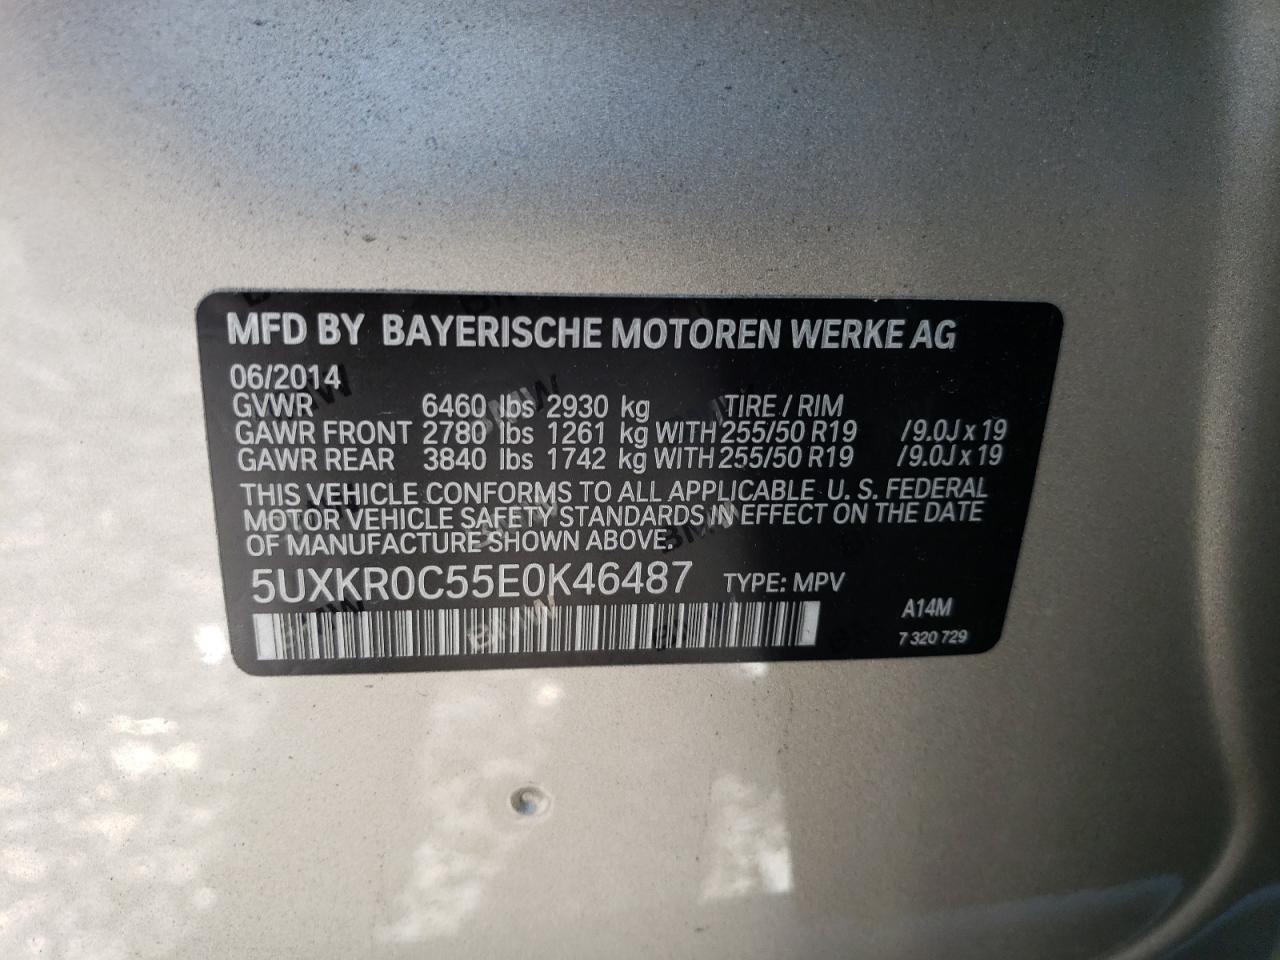 MFD BY BAYERISCHE MOTOREN WERKE AG
06/2014
GVWR 6460 lbs 2930 kg TIRE / RIM
GAWR FRONT 2780 lbs 1261 kg WITH 255/50 R19 /9.0J x 19
GAWR REAR 3840 lbs 1742 kg WITH 255/50 R19 /9.0J x 19
THIS VEHICLE CONFORMS TO ALL APPLICABLE U. S. FEDERAL
MOTOR VEHICLE SAFETY STANDARDS IN EFFECT ON THE DATE
OF MANUFACTURE SHOWN ABOVE.
5UXKR0C55E0K46487 TYPE: MPV
A14M
7 320 729